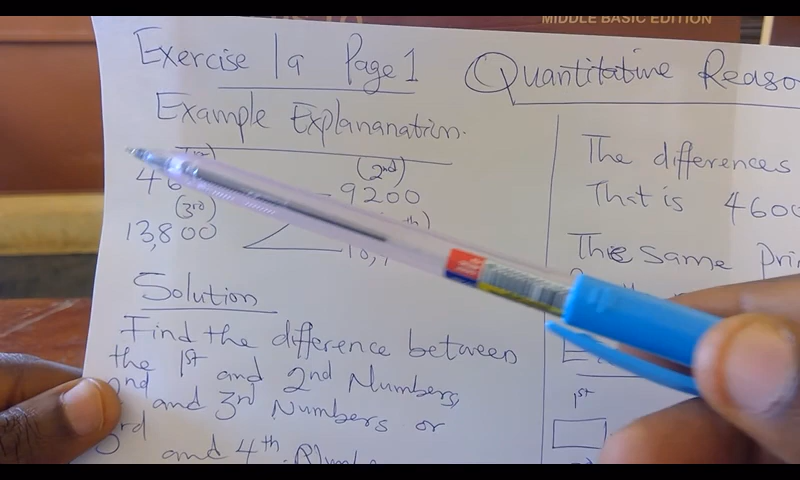 MIDDLE BASIC EDITION
Exercise 1a Page 1
Quantitative Reaso
Example Explananation.
(2nd)
9200
(3rd)
13,800
Solution
Find the difference between
the 1st and 2nd Numbers,
2nd and 3rd Numbers or
3rd and 4th
The differences
That is 4600
The same Prin
1st